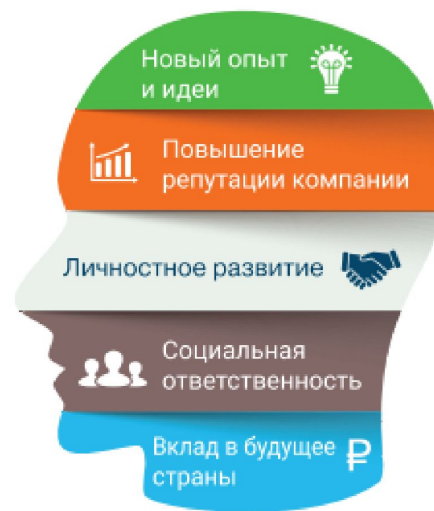 Новый опыт
и идеи
Повышение
репутации компании
Личностное развитие
Социальная
ответственность
Вклад в будущее
страны
₽